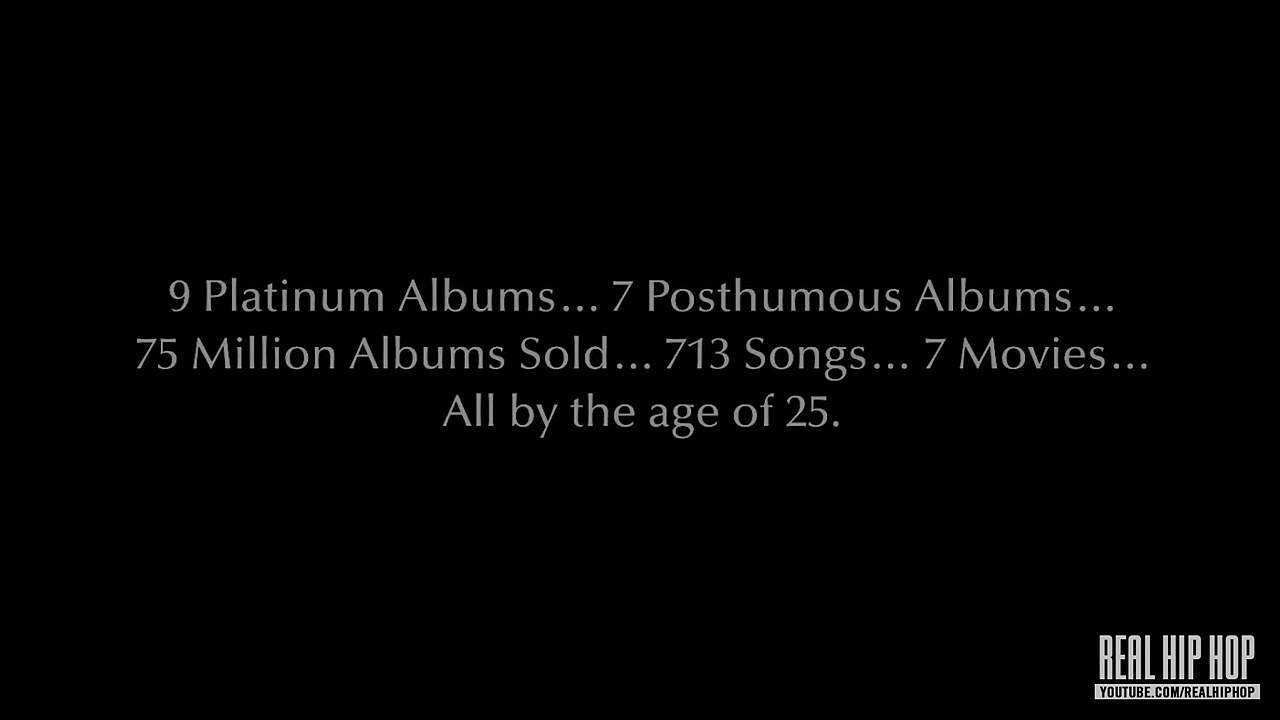 9 Platinum Albums... 7 Posthumous Albums...
75 Million Albums Sold... 713 Songs... 7 Movies...
All by the age of 25.
REAL HIP HOP
YOUTUBE.COM/REALHIPHOP